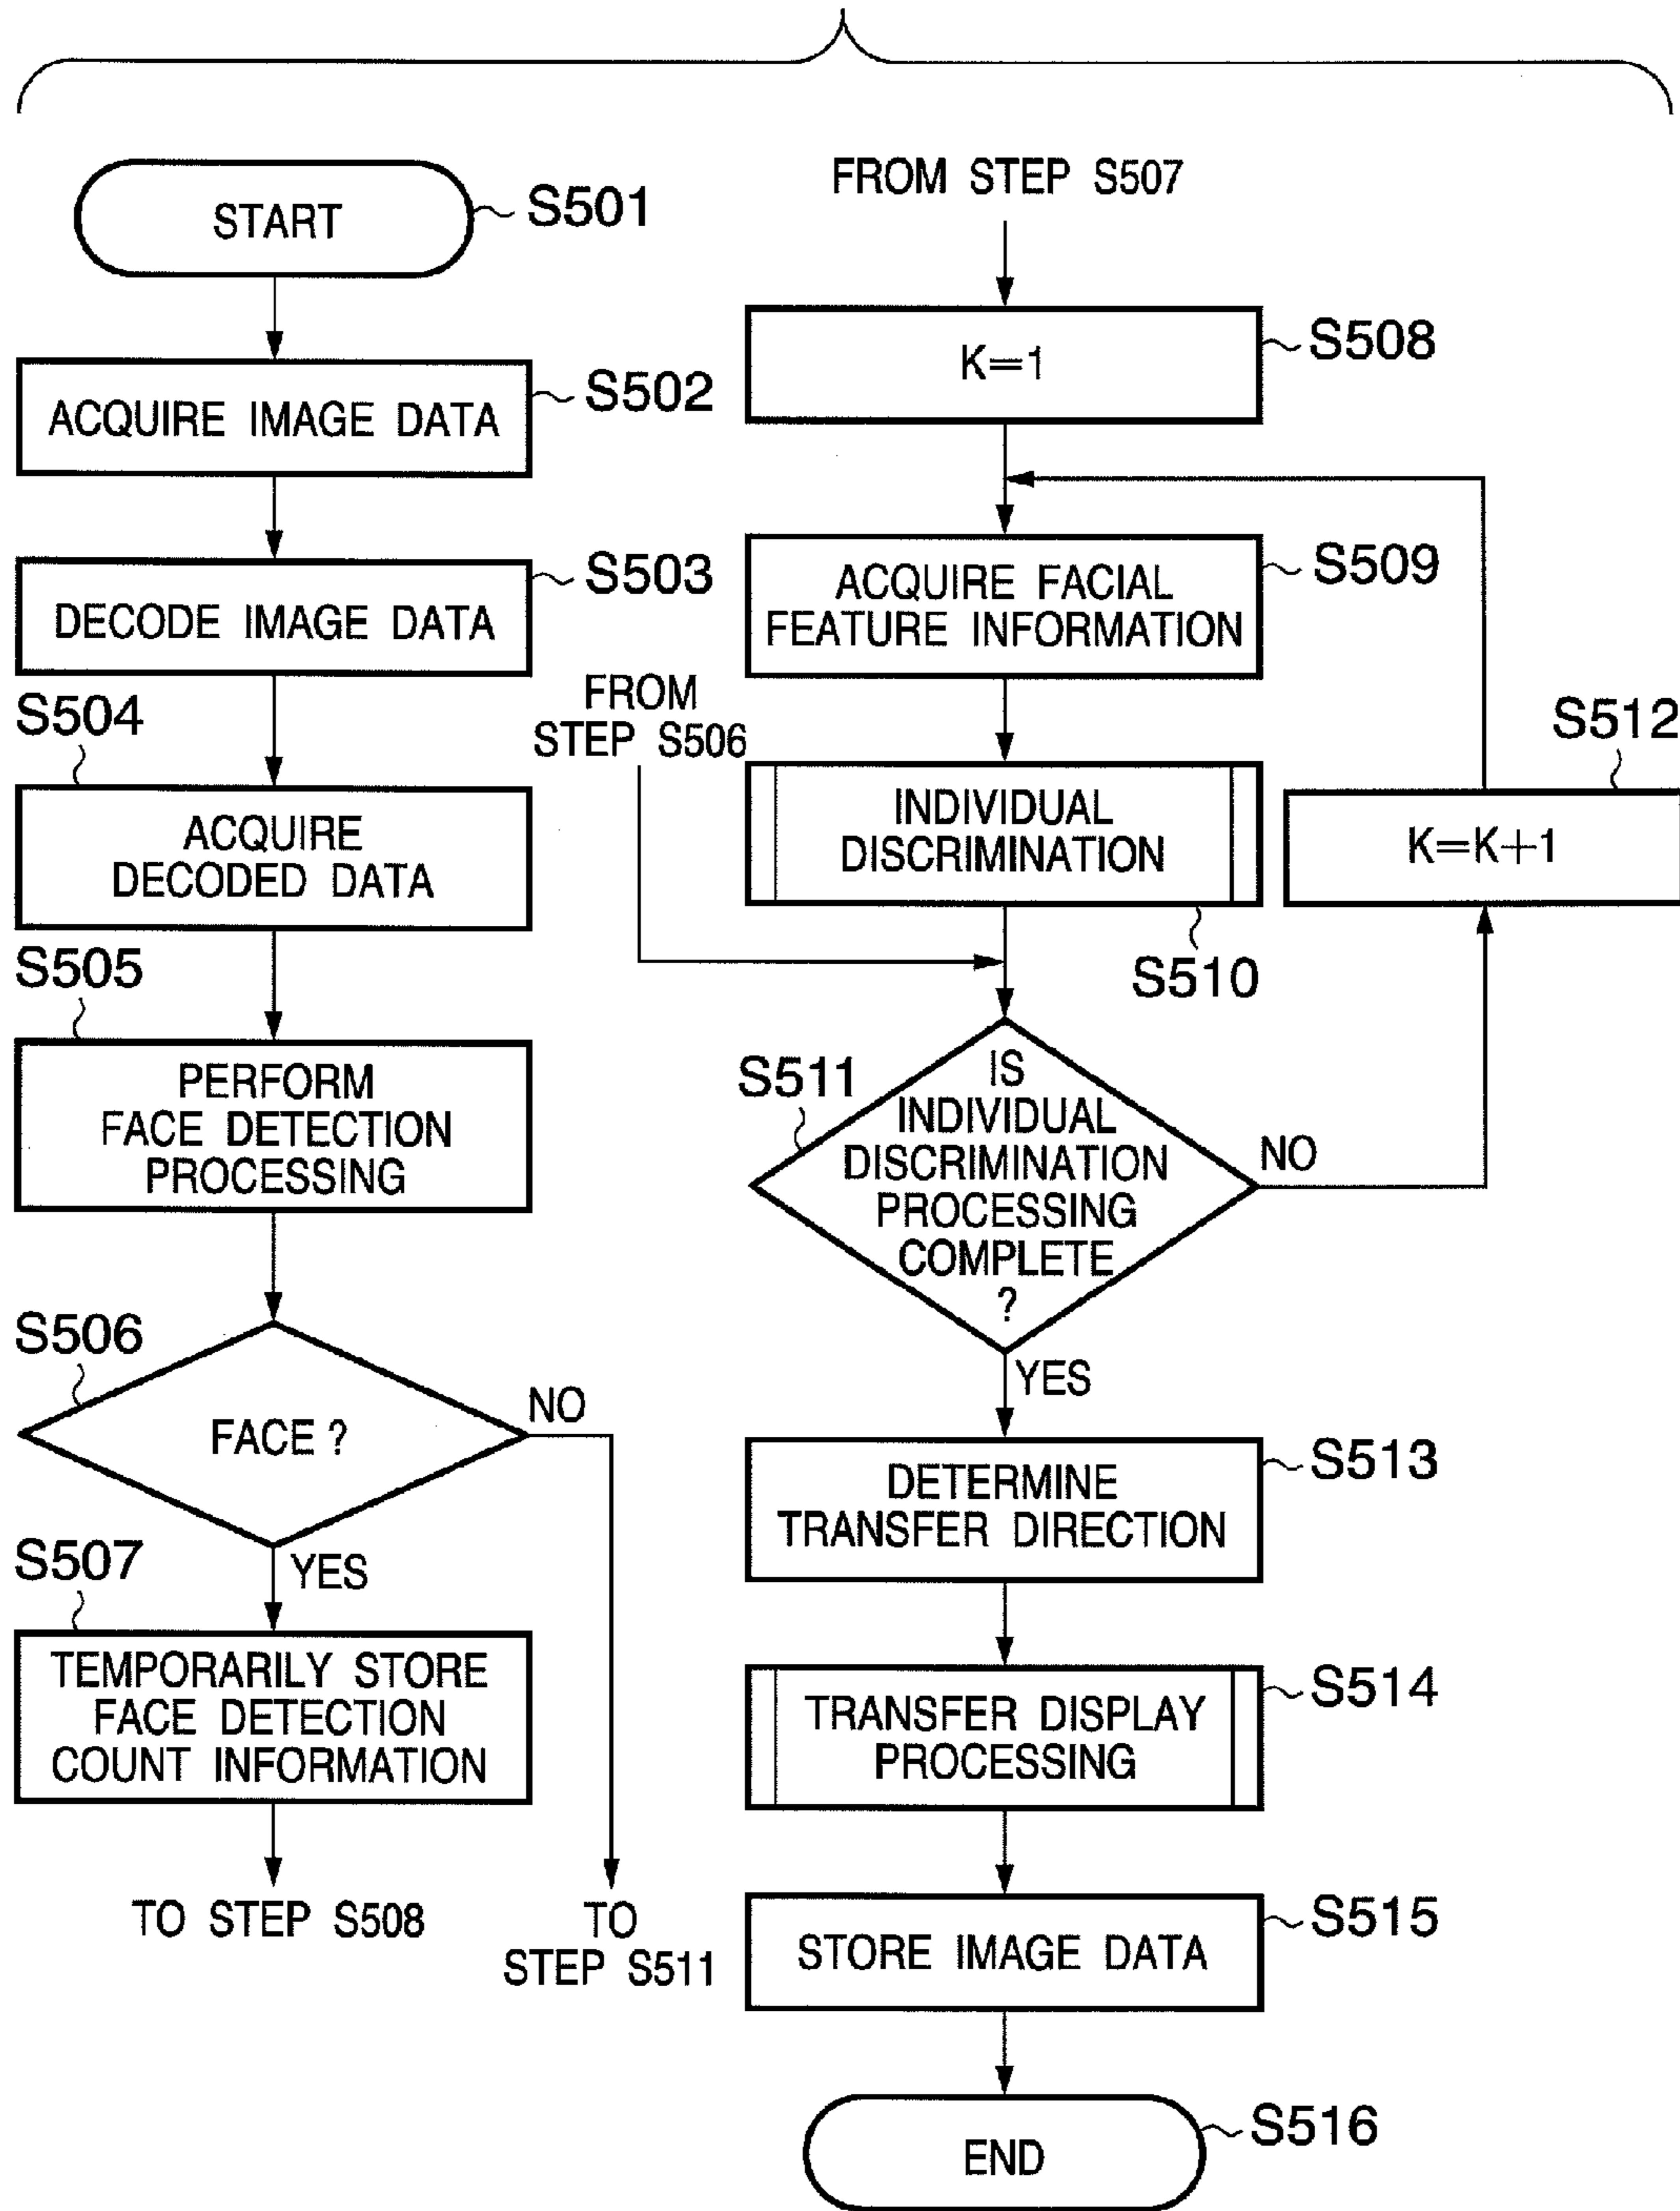 START
S501
ACQUIRE IMAGE DATA
S502
DECODE IMAGE DATA
S503
S504
ACQUIRE
DECODED DATA
S505
PERFORM
FACE DETECTION
PROCESSING
S506
FACE ?
NO
YES
S507
TEMPORARILY STORE
FACE DETECTION
COUNT INFORMATION
TO STEP S508
TO
STEP S511
FROM STEP S507
K=1
S508
ACQUIRE FACIAL
FEATURE INFORMATION
S509
FROM
STEP S506
INDIVIDUAL
DISCRIMINATION
S510
S512
K=K+1
S511
IS
INDIVIDUAL
DISCRIMINATION
PROCESSING
COMPLETE
?
NO
YES
DETERMINE
TRANSFER DIRECTION
S513
TRANSFER DISPLAY
PROCESSING
S514
STORE IMAGE DATA
S515
END
S516